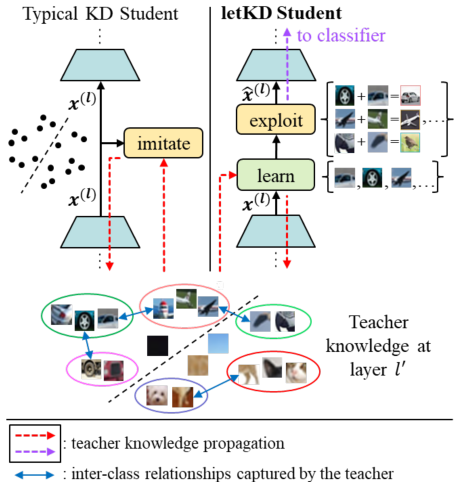 Typical KD Student
letKD Student
to classifier
x^(l)
x̂^(l)
imitate
exploit
+ =
+ = , ...
+ =
learn
, , , ...
x^(l)
x^(l)
Teacher
knowledge at
layer l′
: teacher knowledge propagation
: inter-class relationships captured by the teacher